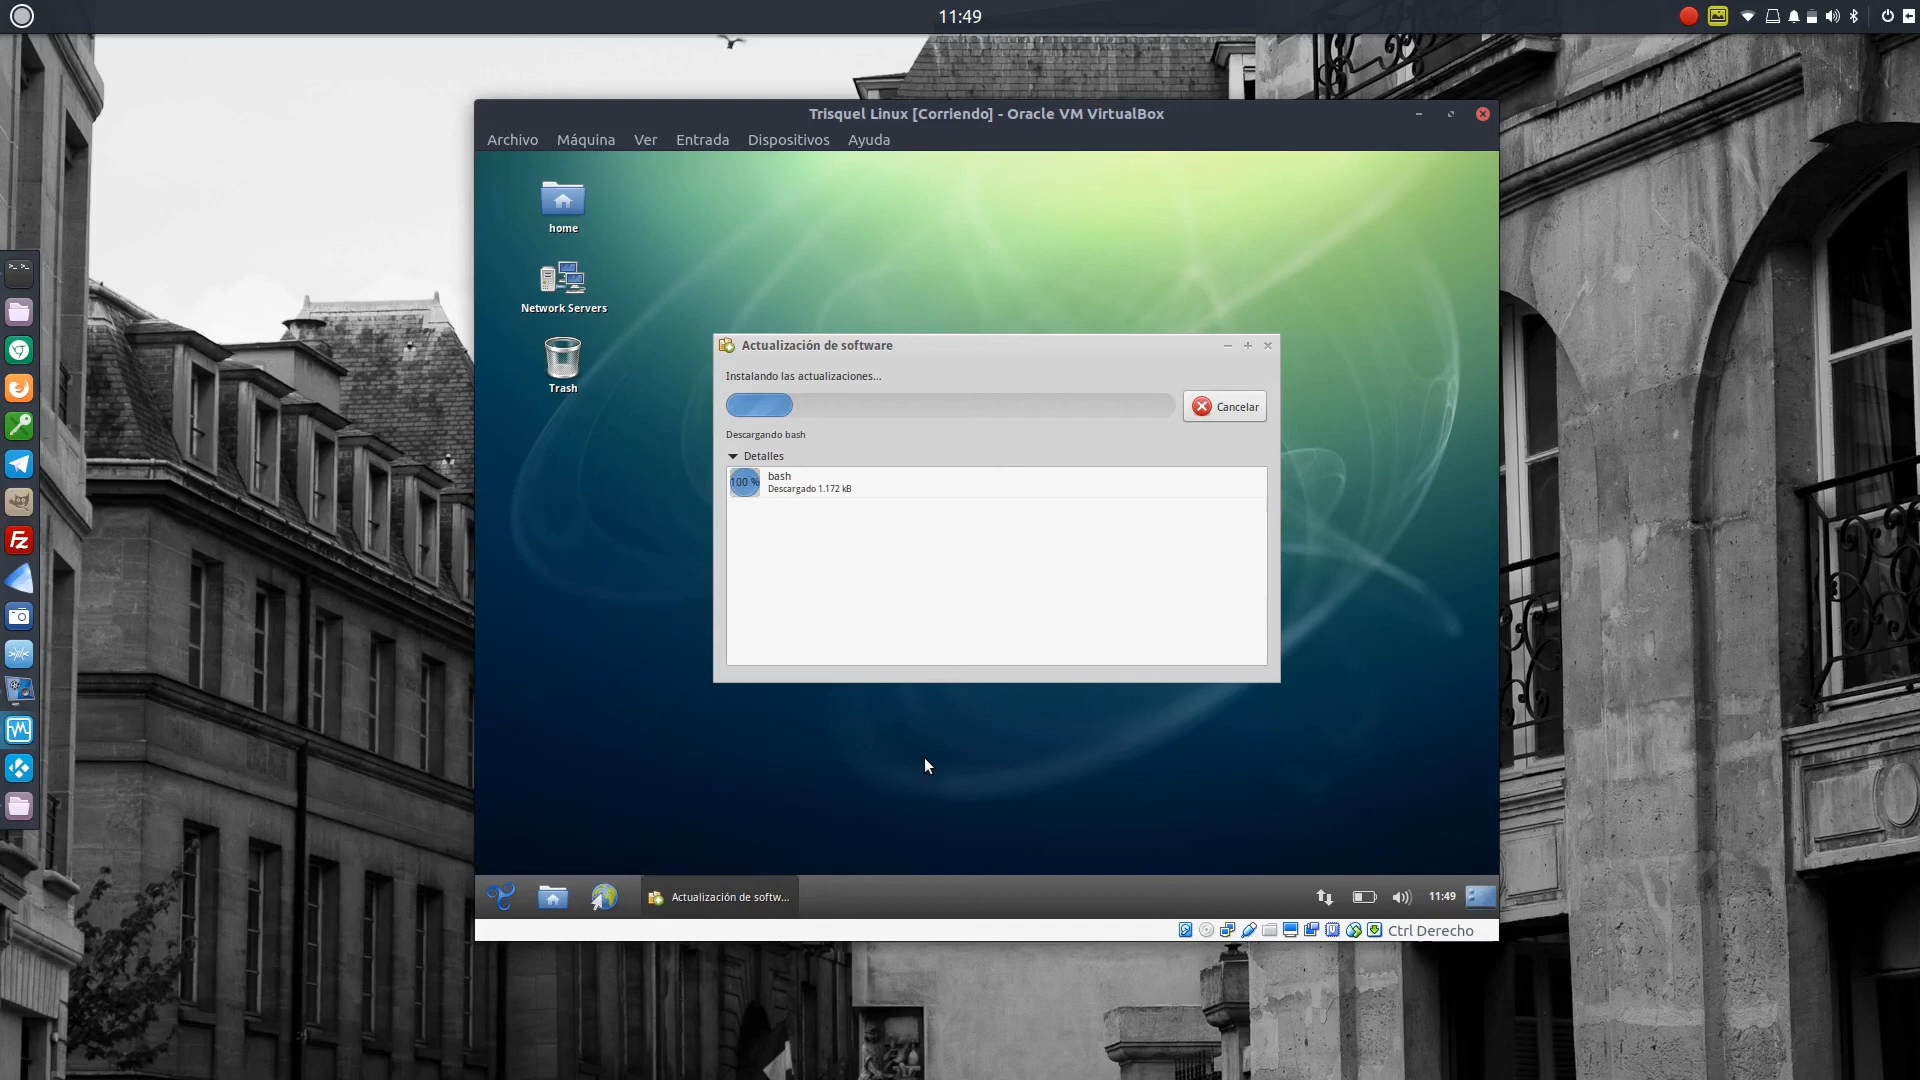 11:49
Trisquel Linux [Corriendo] - Oracle VM VirtualBox
Archivo Máquina Ver Entrada Dispositivos Ayuda
home
Network Servers
Trash
Actualización de software
Instalando las actualizaciones...
Cancelar
Descargando bash
Detalles
100 %
bash
Descargado 1.172 kB
Actualización de softw...
11:49
Ctrl Derecho